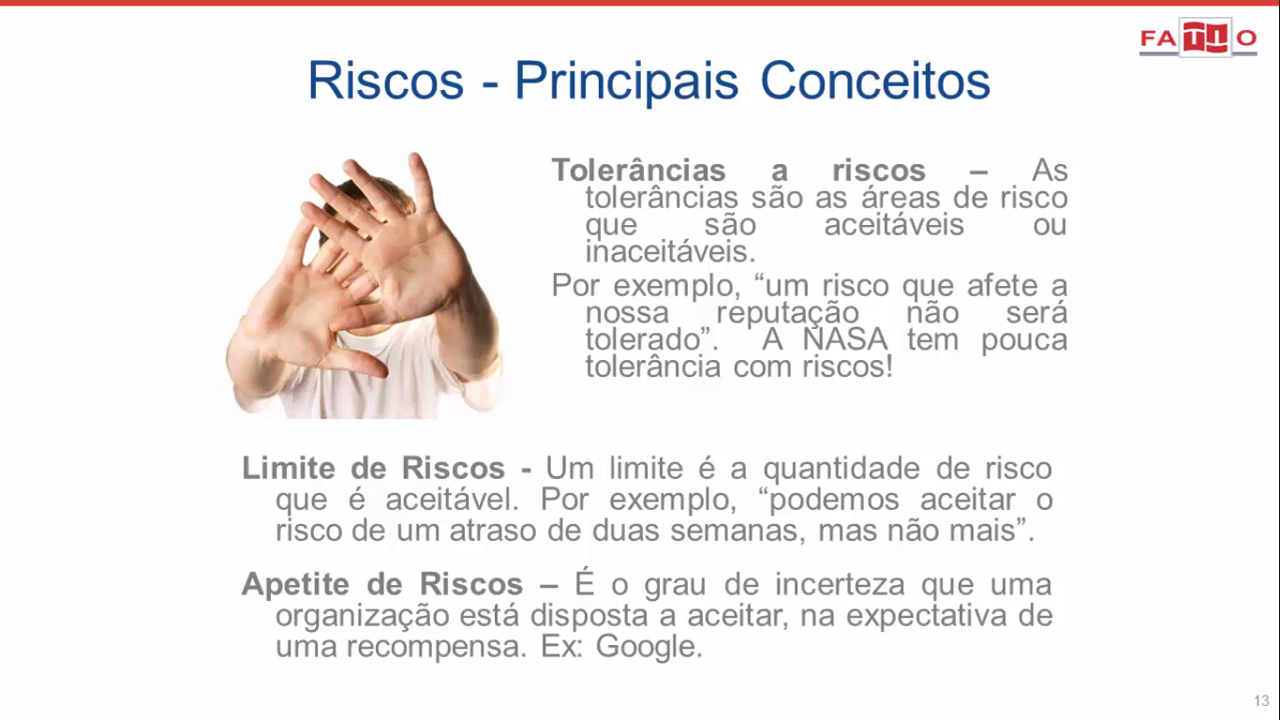 FATTO
Riscos - Principais Conceitos
Tolerâncias a riscos – As
tolerâncias são as áreas de risco
que são aceitáveis ou
inaceitáveis.
Por exemplo, “um risco que afete a
nossa reputação não será
tolerado”. A NASA tem pouca
tolerância com riscos!
Limite de Riscos - Um limite é a quantidade de risco
que é aceitável. Por exemplo, “podemos aceitar o
risco de um atraso de duas semanas, mas não mais”.
Apetite de Riscos – É o grau de incerteza que uma
organização está disposta a aceitar, na expectativa de
uma recompensa. Ex: Google.
13